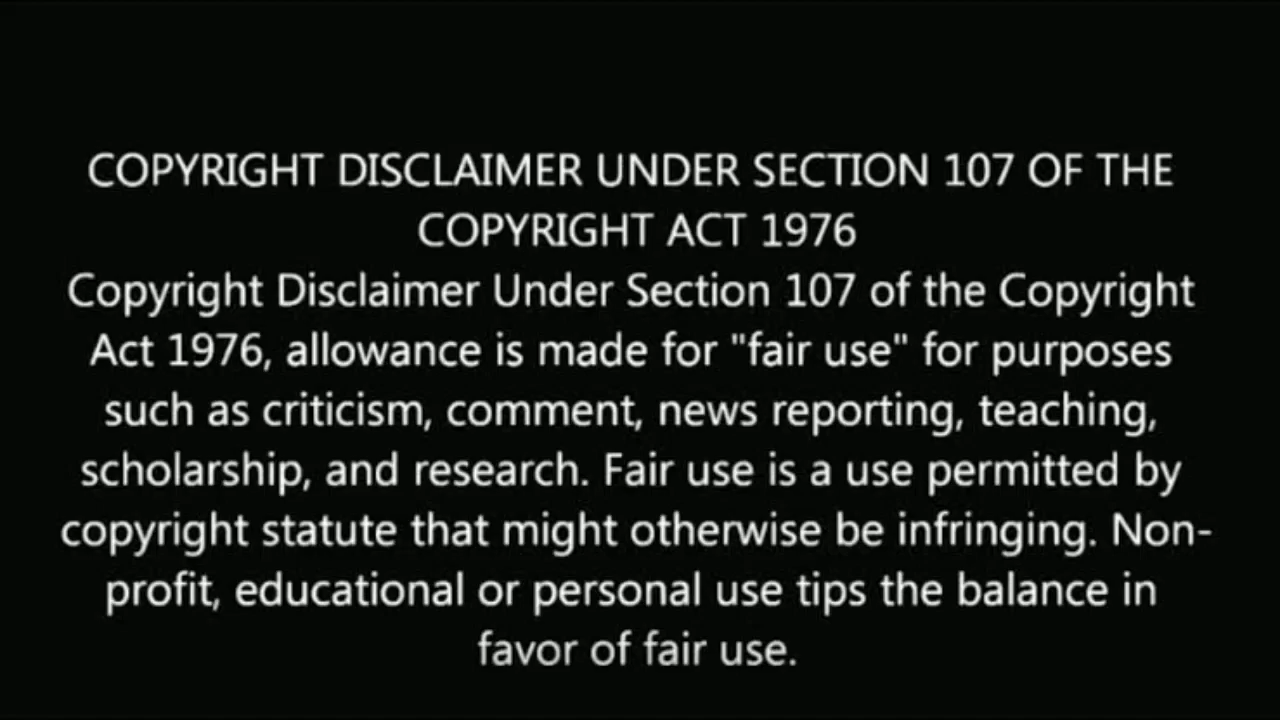 COPYRIGHT DISCLAIMER UNDER SECTION 107 OF THE
COPYRIGHT ACT 1976
Copyright Disclaimer Under Section 107 of the Copyright
Act 1976, allowance is made for "fair use" for purposes
such as criticism, comment, news reporting, teaching,
scholarship, and research. Fair use is a use permitted by
copyright statute that might otherwise be infringing. Non-
profit, educational or personal use tips the balance in
favor of fair use.